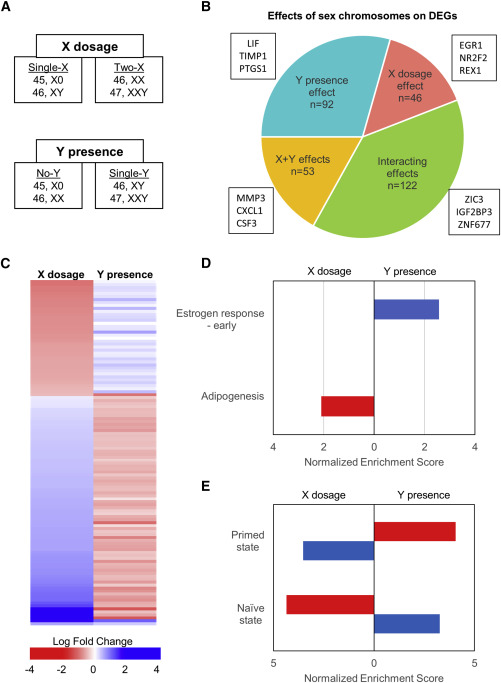 A
X dosage
Single-X
45, X0
46, XY
Two-X
46, XX
47, XXY
Y presence
No-Y
45, X0
46, XX
Single-Y
46, XY
47, XXY
B
Effects of sex chromosomes on DEGs
LIF
TIMP1
PTGS1
EGR1
NR2F2
REX1
Y presence
effect
n=92
X dosage
effect
n=46
X+Y effects
n=53
Interacting
effects
n=122
MMP3
CXCL1
CSF3
ZIC3
IGF2BP3
ZNF677
C
X dosage Y presence
Log Fold Change
-4 -2 0 2 4
D
X dosage Y presence
Estrogen response
- early
Adipogenesis
4 2 0 2 4
Normalized Enrichment Score
E
X dosage Y presence
Primed
state
Naïve
state
5 0 5
Normalized Enrichment Score